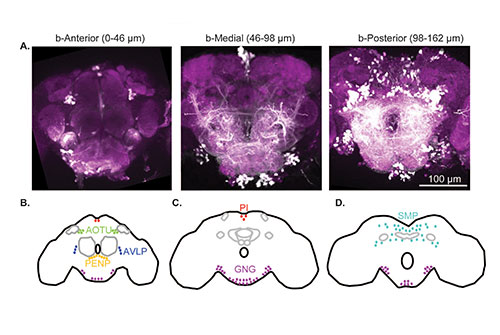 b-Anterior (0-46 µm) b-Medial (46-98 µm) b-Posterior (98-162 µm)
A.
100 µm
B. C. D.
PI
SMP
AOTU
AVLP
PENP
GNG